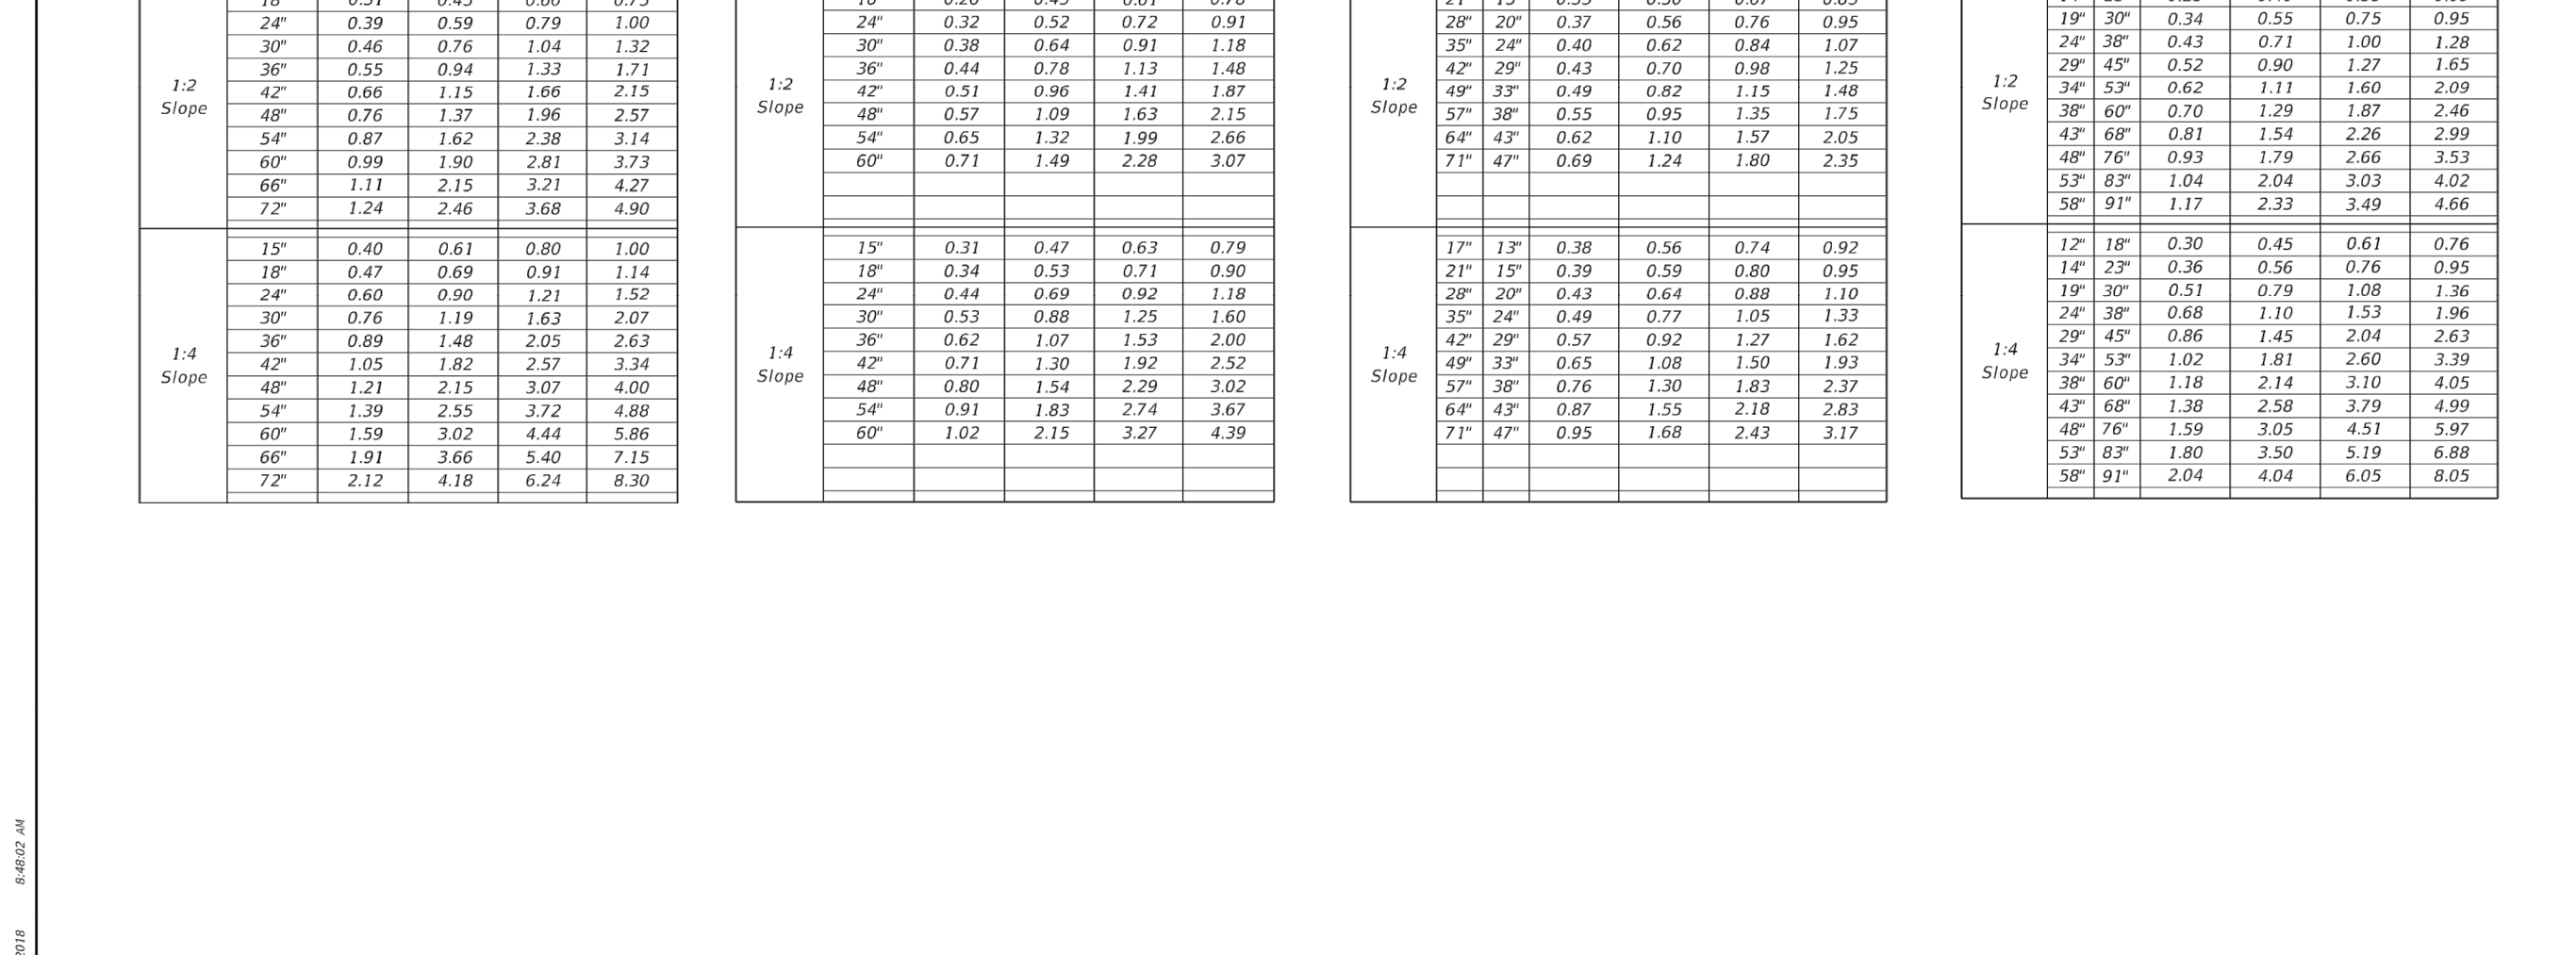 1:2
Slope
24" 0.39 0.59 0.79 1.00
30" 0.46 0.76 1.04 1.32
36" 0.55 0.94 1.33 1.71
42" 0.66 1.15 1.66 2.15
48" 0.76 1.37 1.96 2.57
54" 0.87 1.62 2.38 3.14
60" 0.99 1.90 2.81 3.73
66" 1.11 2.15 3.21 4.27
72" 1.24 2.46 3.68 4.90
1:4
Slope
15" 0.40 0.61 0.80 1.00
18" 0.47 0.69 0.91 1.14
24" 0.60 0.90 1.21 1.52
30" 0.76 1.19 1.63 2.07
36" 0.89 1.48 2.05 2.63
42" 1.05 1.82 2.57 3.34
48" 1.21 2.15 3.07 4.00
54" 1.39 2.55 3.72 4.88
60" 1.59 3.02 4.44 5.86
66" 1.91 3.66 5.40 7.15
72" 2.12 4.18 6.24 8.30
1:2
Slope
24" 0.32 0.52 0.72 0.91
30" 0.38 0.64 0.91 1.18
36" 0.44 0.78 1.13 1.48
42" 0.51 0.96 1.41 1.87
48" 0.57 1.09 1.63 2.15
54" 0.65 1.32 1.99 2.66
60" 0.71 1.49 2.28 3.07
1:4
Slope
15" 0.31 0.47 0.63 0.79
18" 0.34 0.53 0.71 0.90
24" 0.44 0.69 0.92 1.18
30" 0.53 0.88 1.25 1.60
36" 0.62 1.07 1.53 2.00
42" 0.71 1.30 1.92 2.52
48" 0.80 1.54 2.29 3.02
54" 0.91 1.83 2.74 3.67
60" 1.02 2.15 3.27 4.39
1:2
Slope
28" 20" 0.37 0.56 0.76 0.95
35" 24" 0.40 0.62 0.84 1.07
42" 29" 0.43 0.70 0.98 1.25
49" 33" 0.49 0.82 1.15 1.48
57" 38" 0.55 0.95 1.35 1.75
64" 43" 0.62 1.10 1.57 2.05
71" 47" 0.69 1.24 1.80 2.35
1:4
Slope
17" 13" 0.38 0.56 0.74 0.92
21" 15" 0.39 0.59 0.80 0.95
28" 20" 0.43 0.64 0.88 1.10
35" 24" 0.49 0.77 1.05 1.33
42" 29" 0.57 0.92 1.27 1.62
49" 33" 0.65 1.08 1.50 1.93
57" 38" 0.76 1.30 1.83 2.37
64" 43" 0.87 1.55 2.18 2.83
71" 47" 0.95 1.68 2.43 3.17
1:2
Slope
19" 30" 0.34 0.55 0.75 0.95
24" 38" 0.43 0.71 1.00 1.28
29" 45" 0.52 0.90 1.27 1.65
34" 53" 0.62 1.11 1.60 2.09
38" 60" 0.70 1.29 1.87 2.46
43" 68" 0.81 1.54 2.26 2.99
48" 76" 0.93 1.79 2.66 3.53
53" 83" 1.04 2.04 3.03 4.02
58" 91" 1.17 2.33 3.49 4.66
1:4
Slope
12" 18" 0.30 0.45 0.61 0.76
14" 23" 0.36 0.56 0.76 0.95
19" 30" 0.51 0.79 1.08 1.36
24" 38" 0.68 1.10 1.53 1.96
29" 45" 0.86 1.45 2.04 2.63
34" 53" 1.02 1.81 2.60 3.39
38" 60" 1.18 2.14 3.10 4.05
43" 68" 1.38 2.58 3.79 4.99
48" 76" 1.59 3.05 4.51 5.97
53" 83" 1.80 3.50 5.19 6.88
58" 91" 2.04 4.04 6.05 8.05
2018 8:48:02 AM